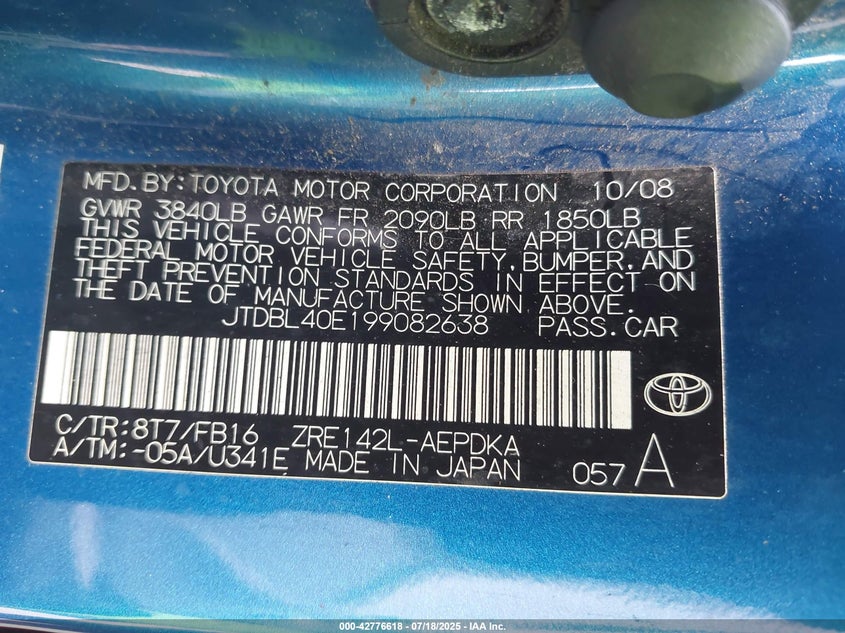 MFD.BY:TOYOTA MOTOR CORPORATION 10/08
GVWR 3840LB GAWR FR 2090LB RR 1850LB
THIS VEHICLE CONFORMS TO ALL APPLICABLE
FEDERAL MOTOR VEHICLE SAFETY,BUMPER,AND
THEFT PREVENTION STANDARDS IN EFFECT ON
THE DATE OF MANUFACTURE SHOWN ABOVE.
JTDBL40E199082638 PASS.CAR
C/TR:8T7/FB16 ZRE142L-AEPDKA
A/TM:-05A/U341E MADE IN JAPAN 057 A
000-42776618 - 07/18/2025 - IAA Inc.